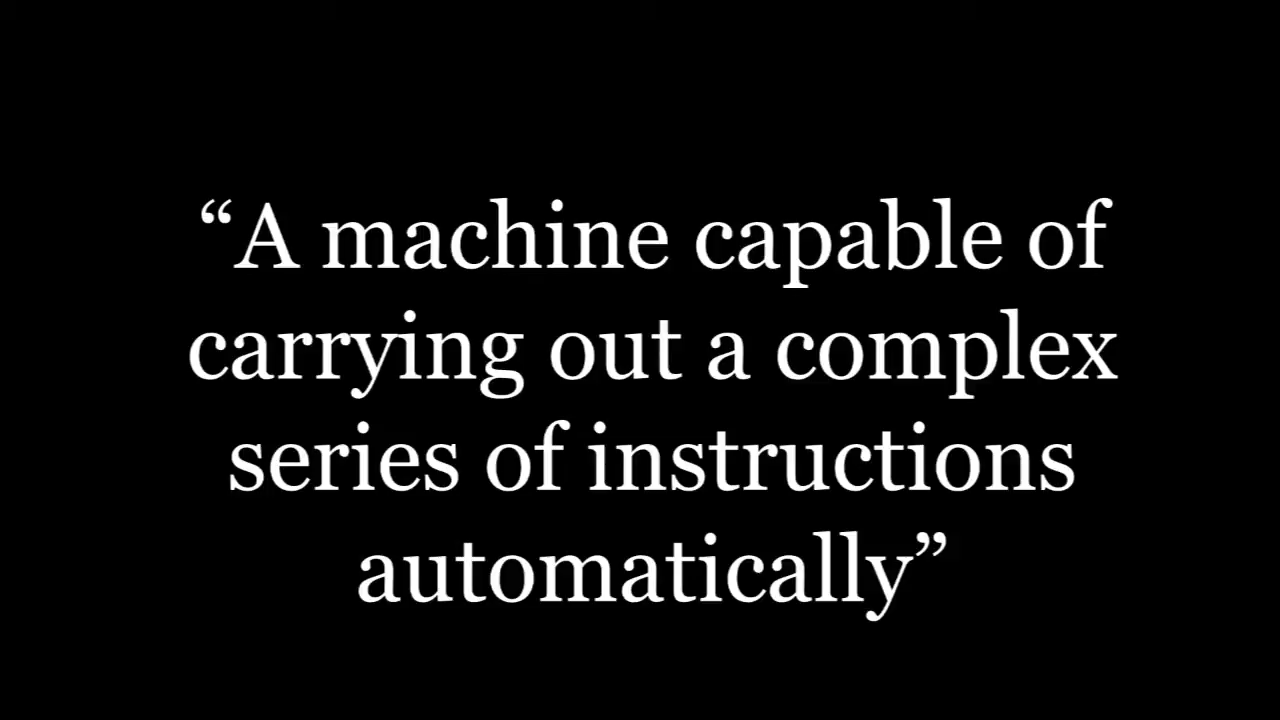 “A machine capable of
carrying out a complex
series of instructions
automatically”